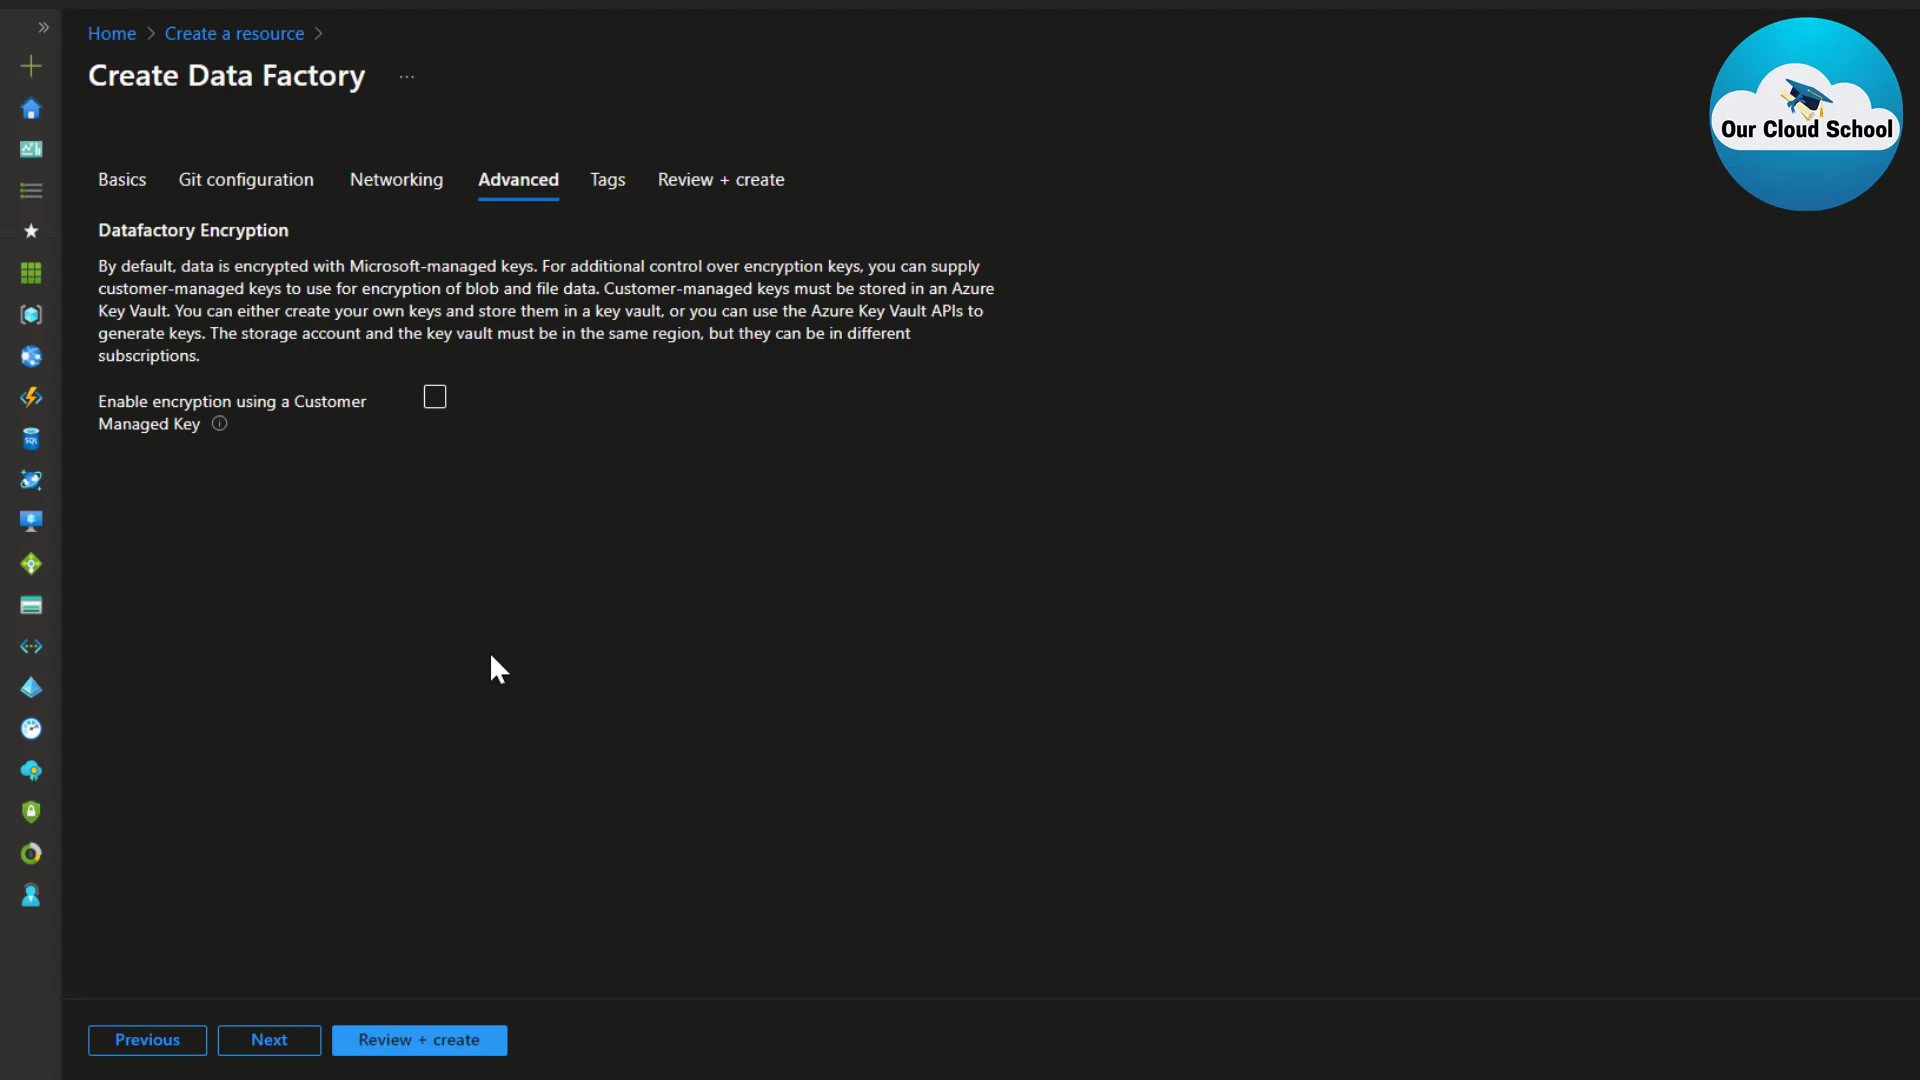 Home > Create a resource >
Create Data Factory ...
Our Cloud School
Basics Git configuration Networking Advanced Tags Review + create
Datafactory Encryption
By default, data is encrypted with Microsoft-managed keys. For additional control over encryption keys, you can supply
customer-managed keys to use for encryption of blob and file data. Customer-managed keys must be stored in an Azure
Key Vault. You can either create your own keys and store them in a key vault, or you can use the Azure Key Vault APIs to
generate keys. The storage account and the key vault must be in the same region, but they can be in different
subscriptions.
Enable encryption using a Customer
Managed Key
SQL
Previous Next Review + create